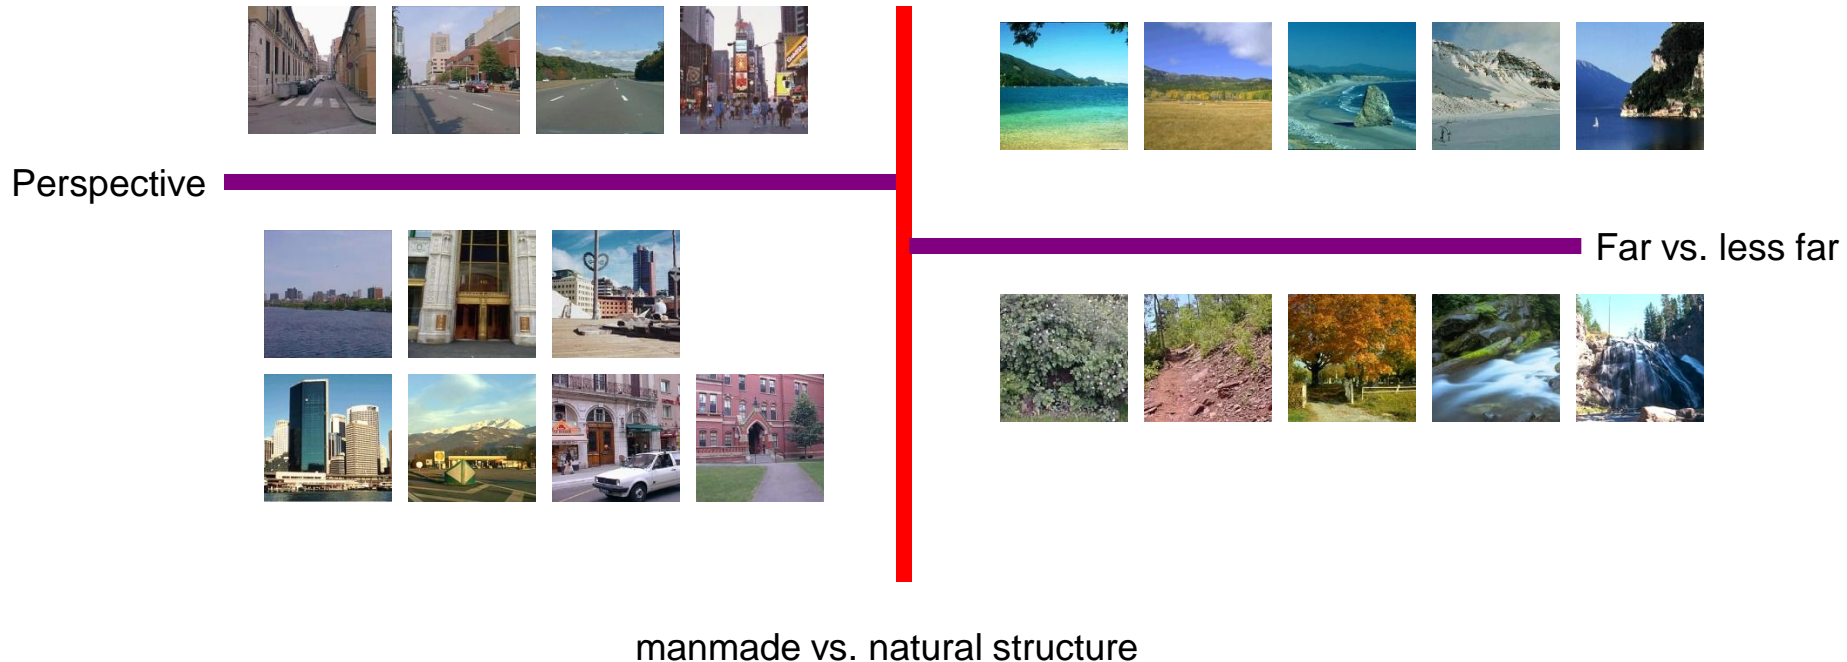 Perspective
Far vs. less far
manmade vs. natural structure